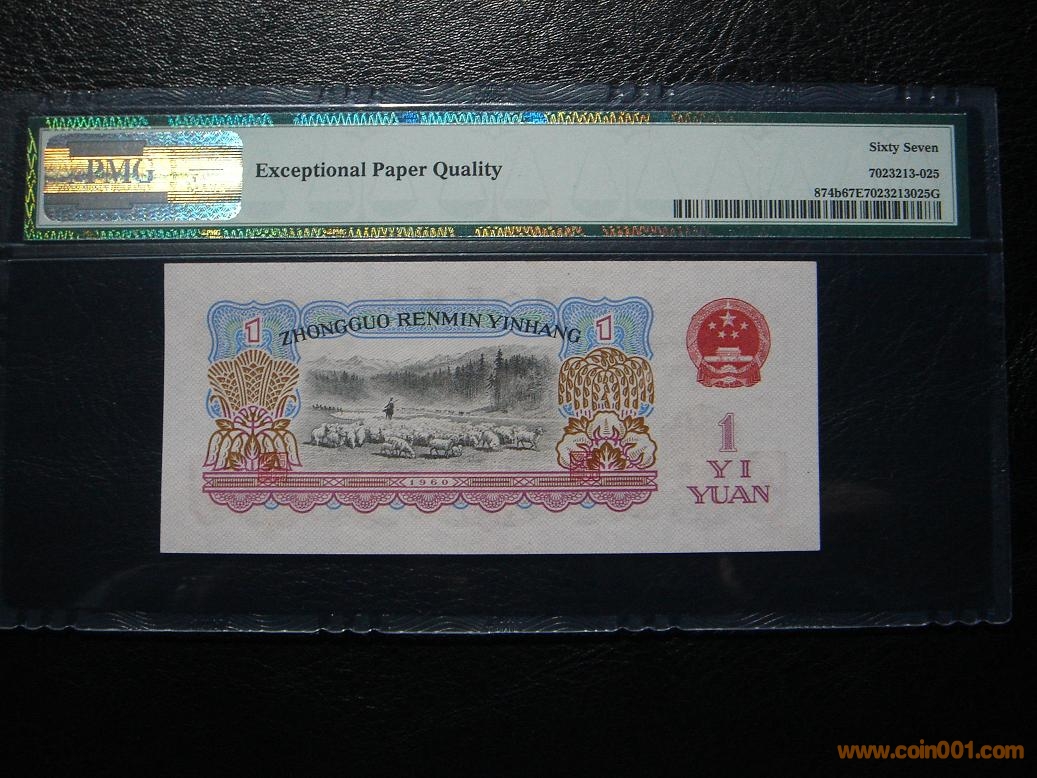 PMG
Exceptional Paper Quality
Sixty Seven
7023213-025
874b67E7023213025G
1
ZHONGGUO RENMIN YINHANG
1
1960
1
YI
YUAN
www.coin001.com